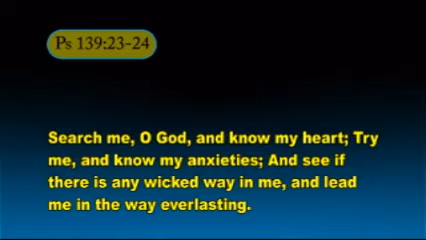 Ps 139:23-24
Search me, O God, and know my heart; Try
me, and know my anxieties; And see if
there is any wicked way in me, and lead
me in the way everlasting.